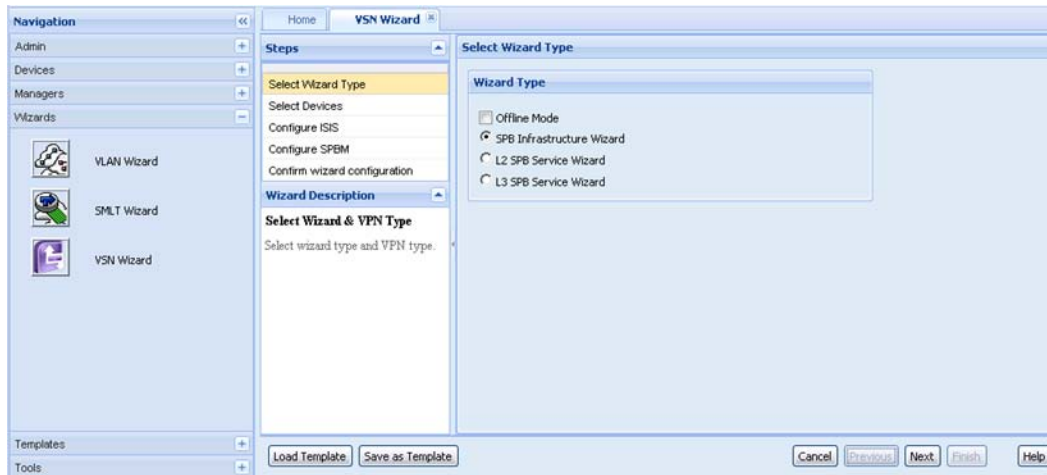 Navigation
Admin
Devices
Managers
Wizards
VLAN Wizard
SMLT Wizard
VSN Wizard
Templates
Tools
Home
VSN Wizard
Steps
Select Wizard Type
Select Devices
Configure ISIS
Configure SPBM
Confirm wizard configuration
Wizard Description
Select Wizard & VPN Type
Select wizard type and VPN type.
Select Wizard Type
Wizard Type
Offline Mode
SPB Infrastructure Wizard
L2 SPB Service Wizard
L3 SPB Service Wizard
Load Template
Save as Template
Cancel
Previous
Next
Finish
Help